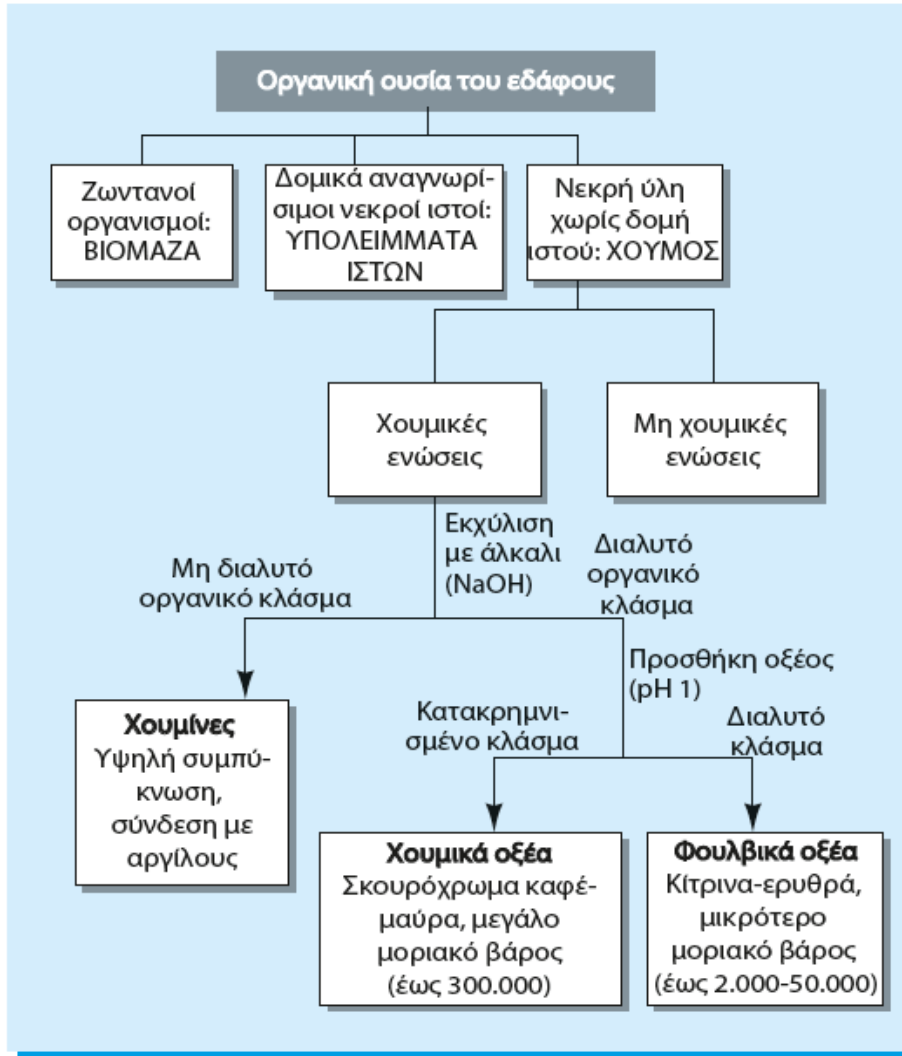 Οργανική ουσία του εδάφους
Ζωντανοί
οργανισμοί:
ΒΙΟΜΑΖΑ
Δομικά αναγνωρί-
σιμοι νεκροί ιστοί:
ΥΠΟΛΕΙΜΜΑΤΑ
ΙΣΤΩΝ
Νεκρή ύλη
χωρίς δομή
ιστού: ΧΟΥΜΟΣ
Χουμικές
ενώσεις
Μη χουμικές
ενώσεις
Εκχύλιση
με άλκαλι
(NaOH)
Μη διαλυτό
οργανικό κλάσμα
Διαλυτό
οργανικό
κλάσμα
Προσθήκη οξέος
(pH 1)
Χουμίνες
Υψηλή συμπύ-
κνωση,
σύνδεση με
αργίλους
Κατακρημνι-
σμένο κλάσμα
Διαλυτό
κλάσμα
Χουμικά οξέα
Σκουρόχρωμα καφέ-
μαύρα, μεγάλο
μοριακό βάρος
(έως 300.000)
Φουλβικά οξέα
Κίτρινα-ερυθρά,
μικρότερο
μοριακό βάρος
(έως 2.000-50.000)